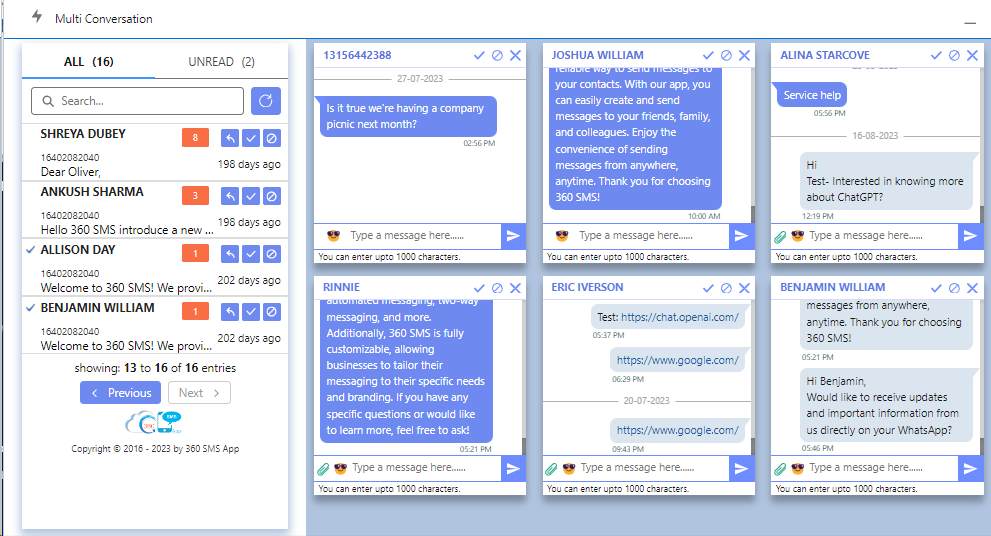 Multi Conversation
ALL (16)
UNREAD (2)
Search...
SHREYA DUBEY
8
16402082040
198 days ago
Dear Oliver,
ANKUSH SHARMA
3
16402082040
198 days ago
Hello 360 SMS introduce a new ...
ALLISON DAY
1
16402082040
202 days ago
Welcome to 360 SMS! We provi...
BENJAMIN WILLIAM
1
16402082040
202 days ago
Welcome to 360 SMS! We provi...
showing: 13 to 16 of 16 entries
Previous
Next
Copyright © 2016 - 2023 by 360 SMS App
13156442388
27-07-2023
Is it true we're having a company
picnic next month?
02:56 PM
Type a message here......
You can enter upto 1000 characters.
JOSHUA WILLIAM
reliable way to send messages to
your contacts. With our app, you
can easily create and send
messages to your friends, family,
and colleagues. Enjoy the
convenience of sending
messages from anywhere,
anytime. Thank you for choosing
360 SMS!
10:00 AM
Type a message here......
You can enter upto 1000 characters.
ALINA STARCOVE
Service help
05:56 PM
16-08-2023
Hi
Test- Interested in knowing more
about ChatGPT?
12:19 PM
Type a message here......
You can enter upto 1000 characters.
RINNIE
automated messaging, two-way
messaging, and more.
Additionally, 360 SMS is fully
customizable, allowing
businesses to tailor their
messaging to their specific needs
and branding. If you have any
specific questions or would like
to learn more, feel free to ask!
05:21 PM
Type a message here......
You can enter upto 1000 characters.
ERIC IVERSON
Test: https://chat.openai.com/
05:37 PM
https://www.google.com/
06:29 PM
20-07-2023
https://www.google.com/
09:43 PM
Type a message here......
You can enter upto 1000 characters.
BENJAMIN WILLIAM
messages from anywhere,
anytime. Thank you for choosing
360 SMS!
05:21 PM
Hi Benjamin,
Would like to receive updates
and important information from
us directly on your WhatsApp?
05:46 PM
Type a message here......
You can enter upto 1000 characters.